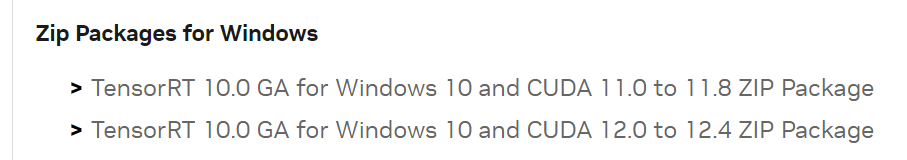 Zip Packages for Windows
> TensorRT 10.0 GA for Windows 10 and CUDA 11.0 to 11.8 ZIP Package
> TensorRT 10.0 GA for Windows 10 and CUDA 12.0 to 12.4 ZIP Package